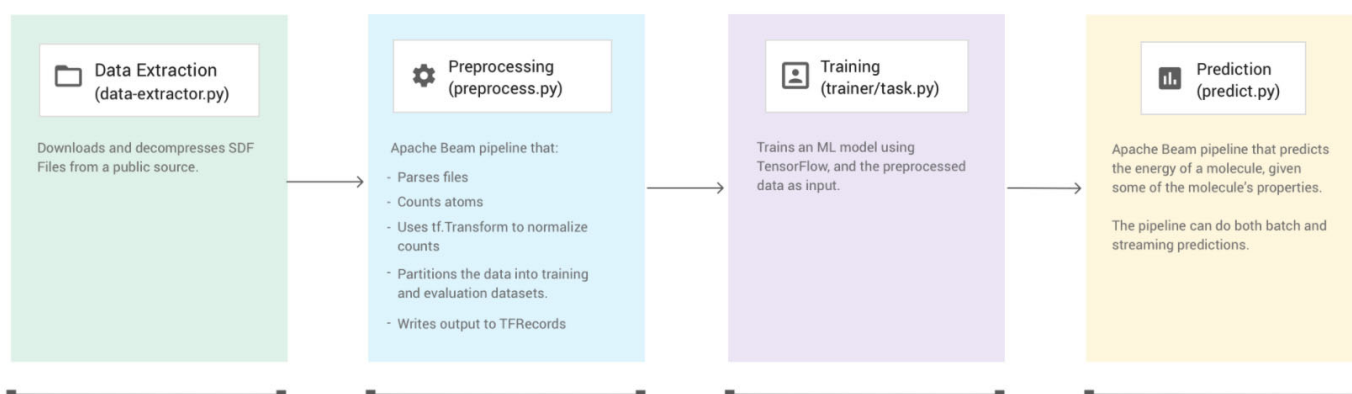 Data Extraction
(data-extractor.py)
Downloads and decompresses SDF
Files from a public source.
Preprocessing
(preprocess.py)
Apache Beam pipeline that:
- Parses files
- Counts atoms
- Uses tf.Transform to normalize
counts
- Partitions the data into training
and evaluation datasets.
- Writes output to TFRecords
Training
(trainer/task.py)
Trains an ML model using
TensorFlow, and the preprocessed
data as input.
Prediction
(predict.py)
Apache Beam pipeline that predicts
the energy of a molecule, given
some of the molecule's properties.
The pipeline can do both batch and
streaming predictions.